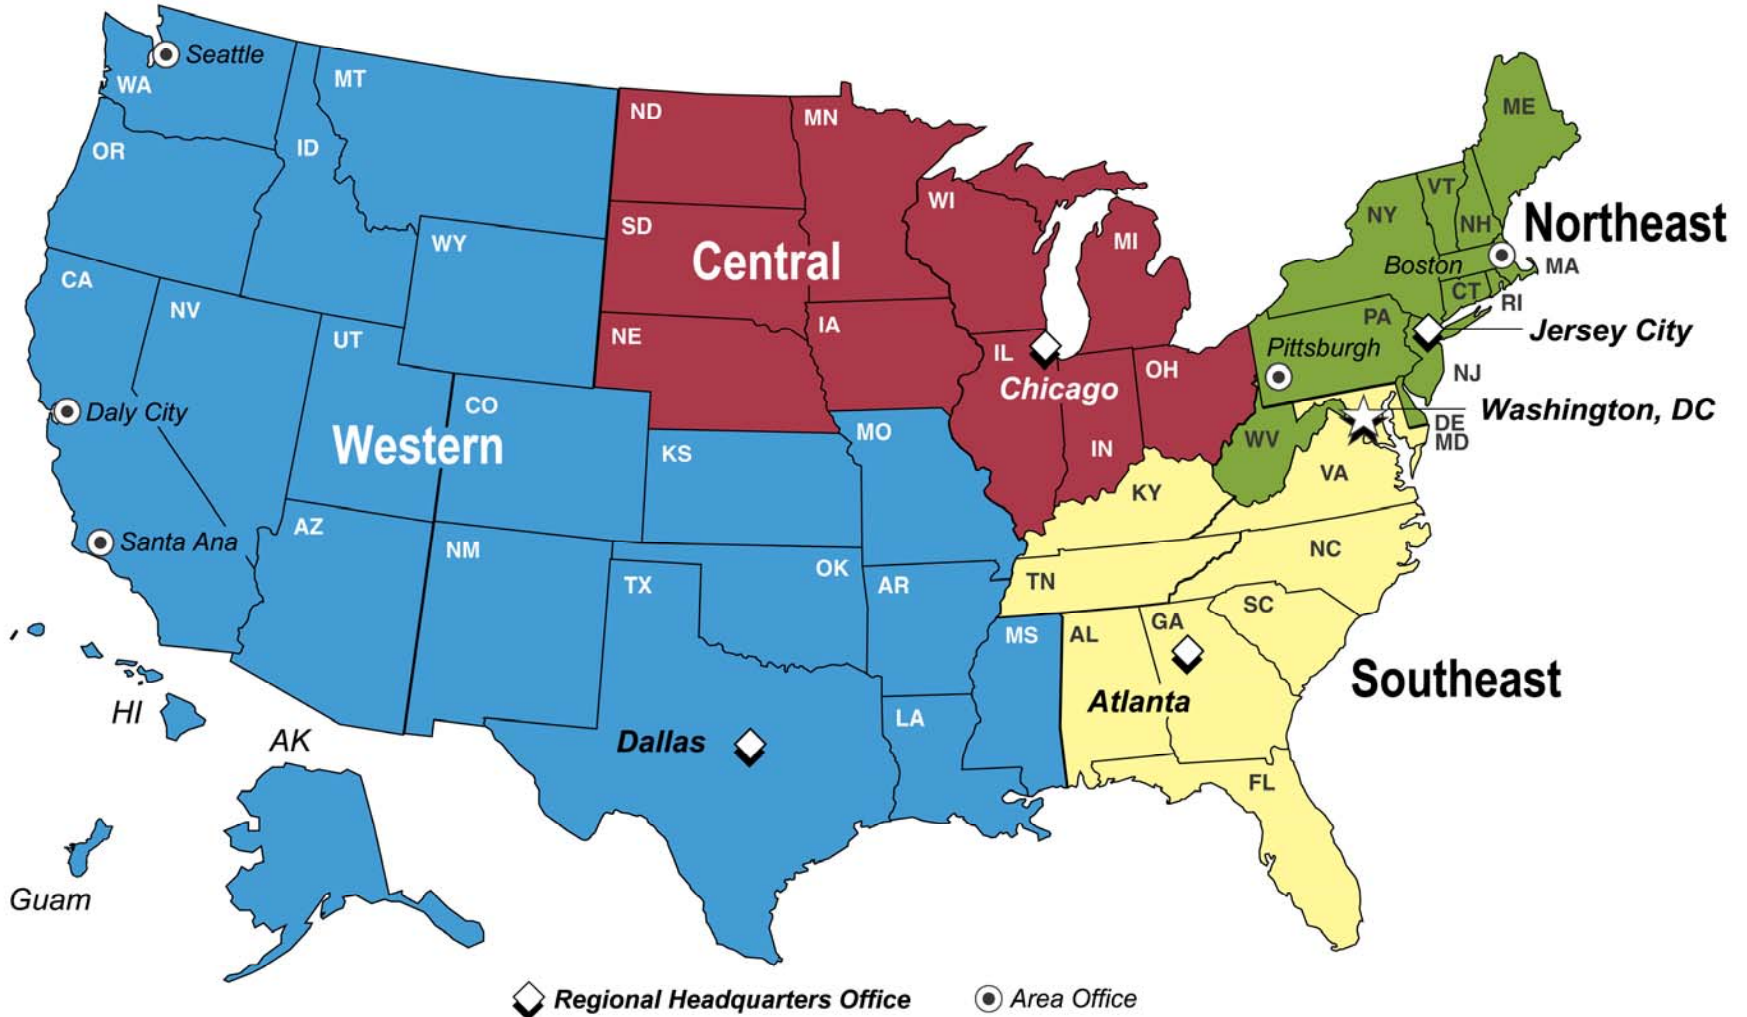 Seattle
WA
MT
ND
MN
ME
OR
ID
VT
WI
NY
NH
Northeast
SD
WY
MI
Central
Boston
MA
CA
CT
RI
NV
IA
PA
UT
NE
Jersey City
IL
Pittsburgh
OH
NJ
Chicago
CO
Daly City
Washington, DC
DE
MO
WV
MD
Western
IN
KS
VA
KY
AZ
Santa Ana
NM
NC
OK
TN
TX
AR
SC
GA
MS
AL
Southeast
Atlanta
HI
LA
AK
Dallas
FL
Guam
Regional Headquarters Office
Area Office